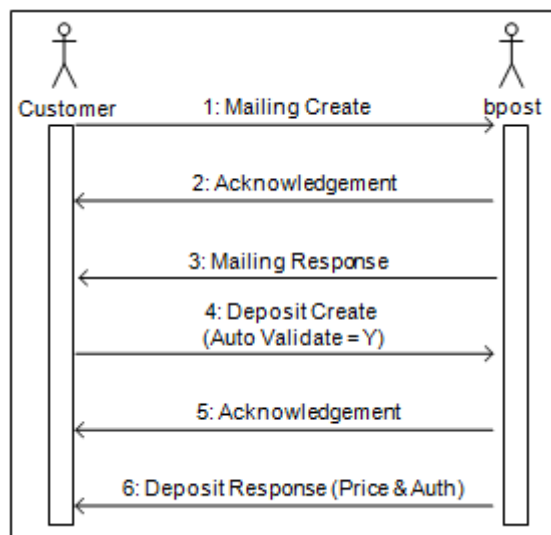 Customer
bpost
1: Mailing Create
2: Acknowledgement
3: Mailing Response
4: Deposit Create
(Auto Validate = Y)
5: Acknowledgement
6: Deposit Response (Price & Auth)